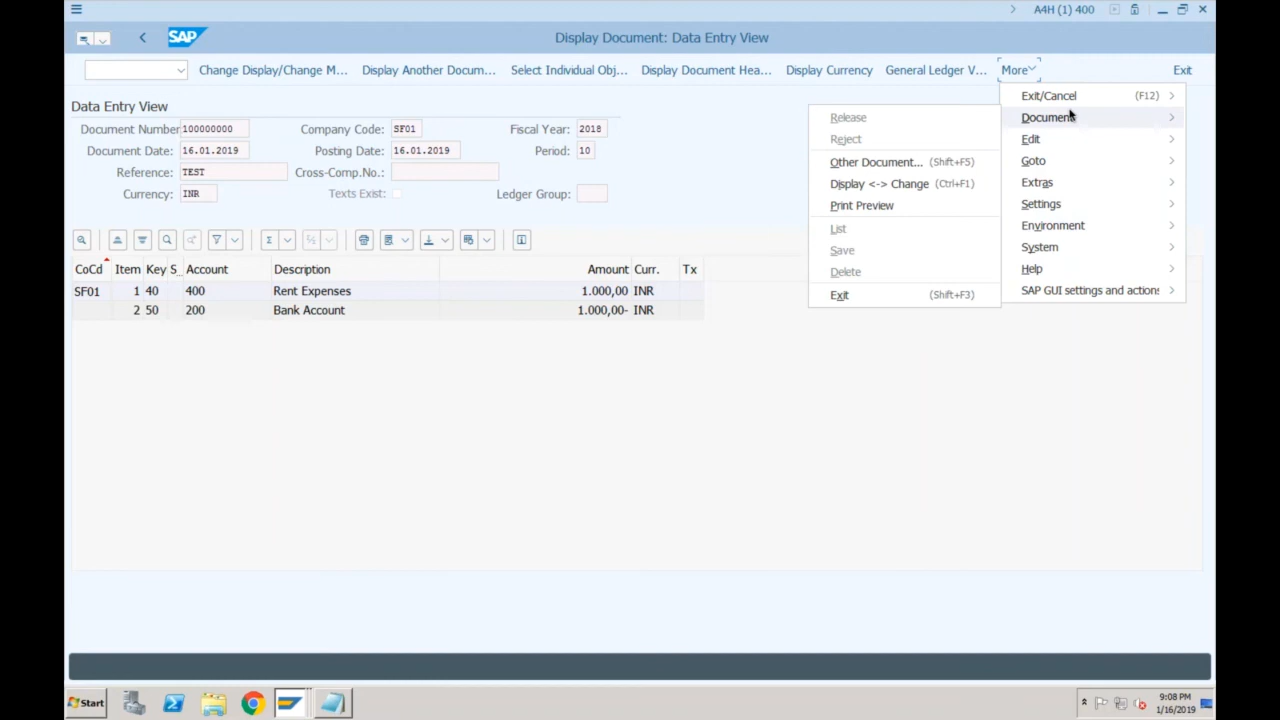 A4H (1) 400
SAP
Display Document: Data Entry View
Change Display/Change M...
Display Another Docum...
Select Individual Obj...
Display Document Hea...
Display Currency
General Ledger V...
More
Exit
Data Entry View
Document Number 100000000
Company Code: SF01
Fiscal Year: 2018
Document Date: 16.01.2019
Posting Date: 16.01.2019
Period: 10
Reference: TEST
Cross-Comp.No.:
Currency: INR
Texts Exist:
Ledger Group:
Exit/Cancel (F12)
Document
Edit
Goto
Extras
Settings
Environment
System
Help
SAP GUI settings and actions
Release
Reject
Other Document... (Shift+F5)
Display <-> Change (Ctrl+F1)
Print Preview
List
Save
Delete
Exit (Shift+F3)
CoCd Item Key S.. Account Description Amount Curr. Tx
SF01 1 40 400 Rent Expenses 1.000,00 INR
2 50 200 Bank Account 1.000,00- INR
Start
9:08 PM
1/16/2019